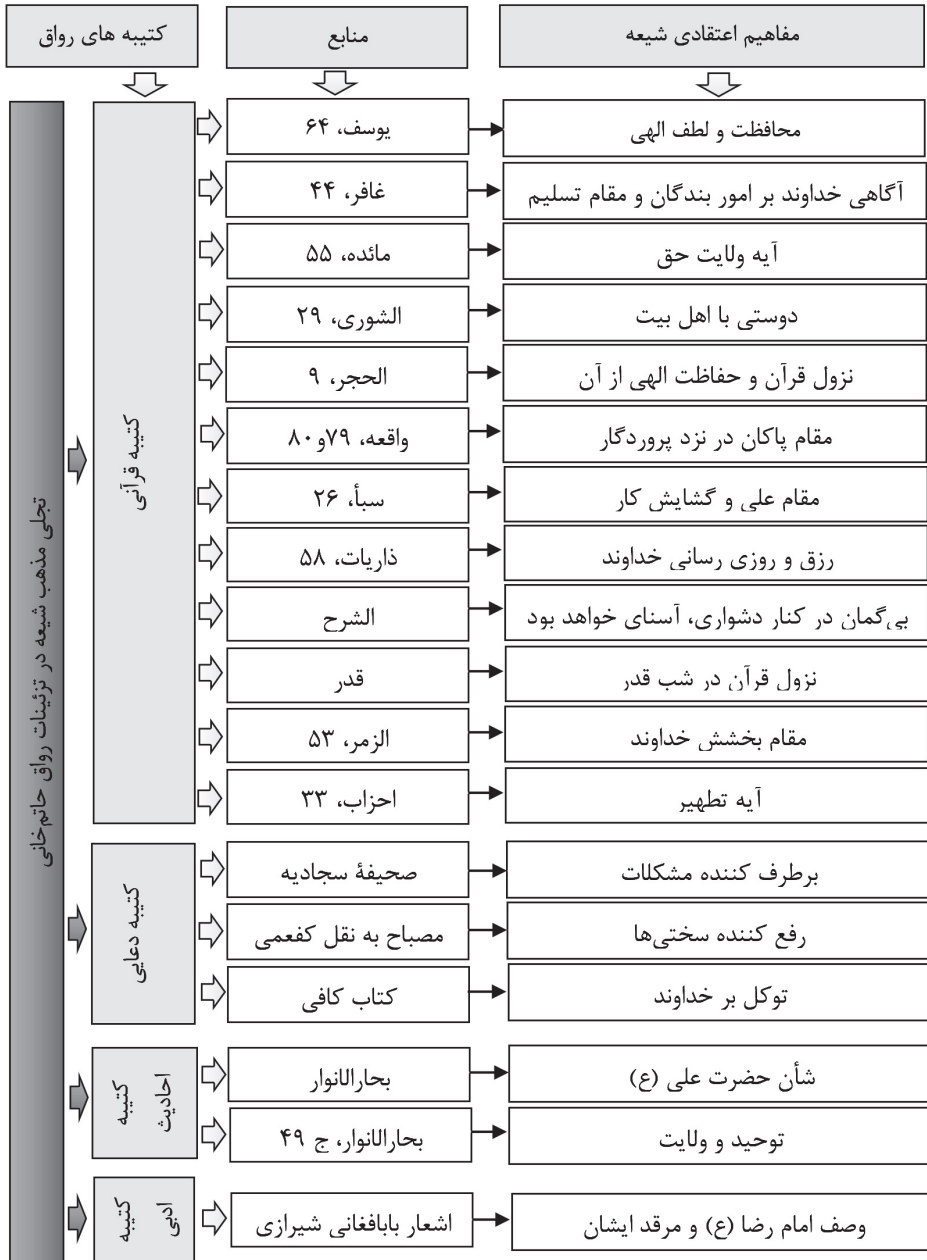 مفاهیم اعتقادی شیعه
منابع
کتیبه های رواق
تجلی مذهب شیعه در تزئینات رواق حاتم‌خانی
کتیبه قرآنی
یوسف، ۶۴
محافظت و لطف الهی
غافر، ۴۴
آگاهی خداوند بر امور بندگان و مقام تسلیم
مائده، ۵۵
آیه ولایت حق
الشوری، ۲۹
دوستی با اهل بیت
الحجر، ۹
نزول قرآن و حفاظت الهی از آن
واقعه، ۷۹و۸۰
مقام پاکان در نزد پروردگار
سبأ، ۲۶
مقام علی و گشایش کار
ذاریات، ۵۸
رزق و روزی رسانی خداوند
الشرح
بی‌گمان در کنار دشواری، آسنای خواهد بود
قدر
نزول قرآن در شب قدر
الزمر، ۵۳
مقام بخشش خداوند
احزاب، ۳۳
آیه تطهیر
کتیبه دعایی
صحیفهٔ سجادیه
برطرف کننده مشکلات
مصباح به نقل کفعمی
رفع کننده سختی‌ها
کتاب کافی
توکل بر خداوند
کتیبه
احادیث
بحارالانوار
شأن حضرت علی (ع)
بحارالانوار، ج ۴۹
توحید و ولایت
کتیبه
ادبی
اشعار بابافغانی شیرازی
وصف امام رضا (ع) و مرقد ایشان